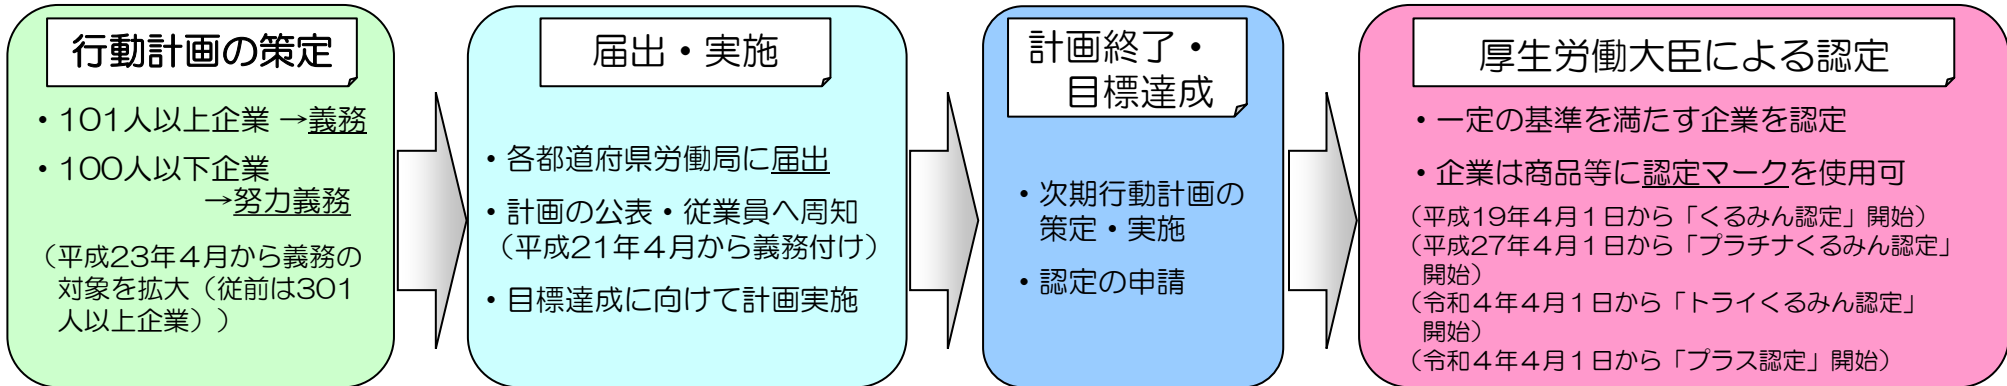 行動計画の策定
・101人以上企業 →義務
・100人以下企業
→努力義務
（平成23年４月から義務の
対象を拡大（従前は301
人以上企業））
届出・実施
・各都道府県労働局に届出
・計画の公表・従業員へ周知
（平成21年４月から義務付け）
・目標達成に向けて計画実施
計画終了・
目標達成
・次期行動計画の
策定・実施
・認定の申請
厚生労働大臣による認定
・一定の基準を満たす企業を認定
・企業は商品等に認定マークを使用可
（平成19年４月１日から「くるみん認定」開始）
（平成27年４月１日から「プラチナくるみん認定」
開始）
（令和４年４月１日から「トライくるみん認定」
開始）
（令和４年４月１日から「プラス認定」開始）